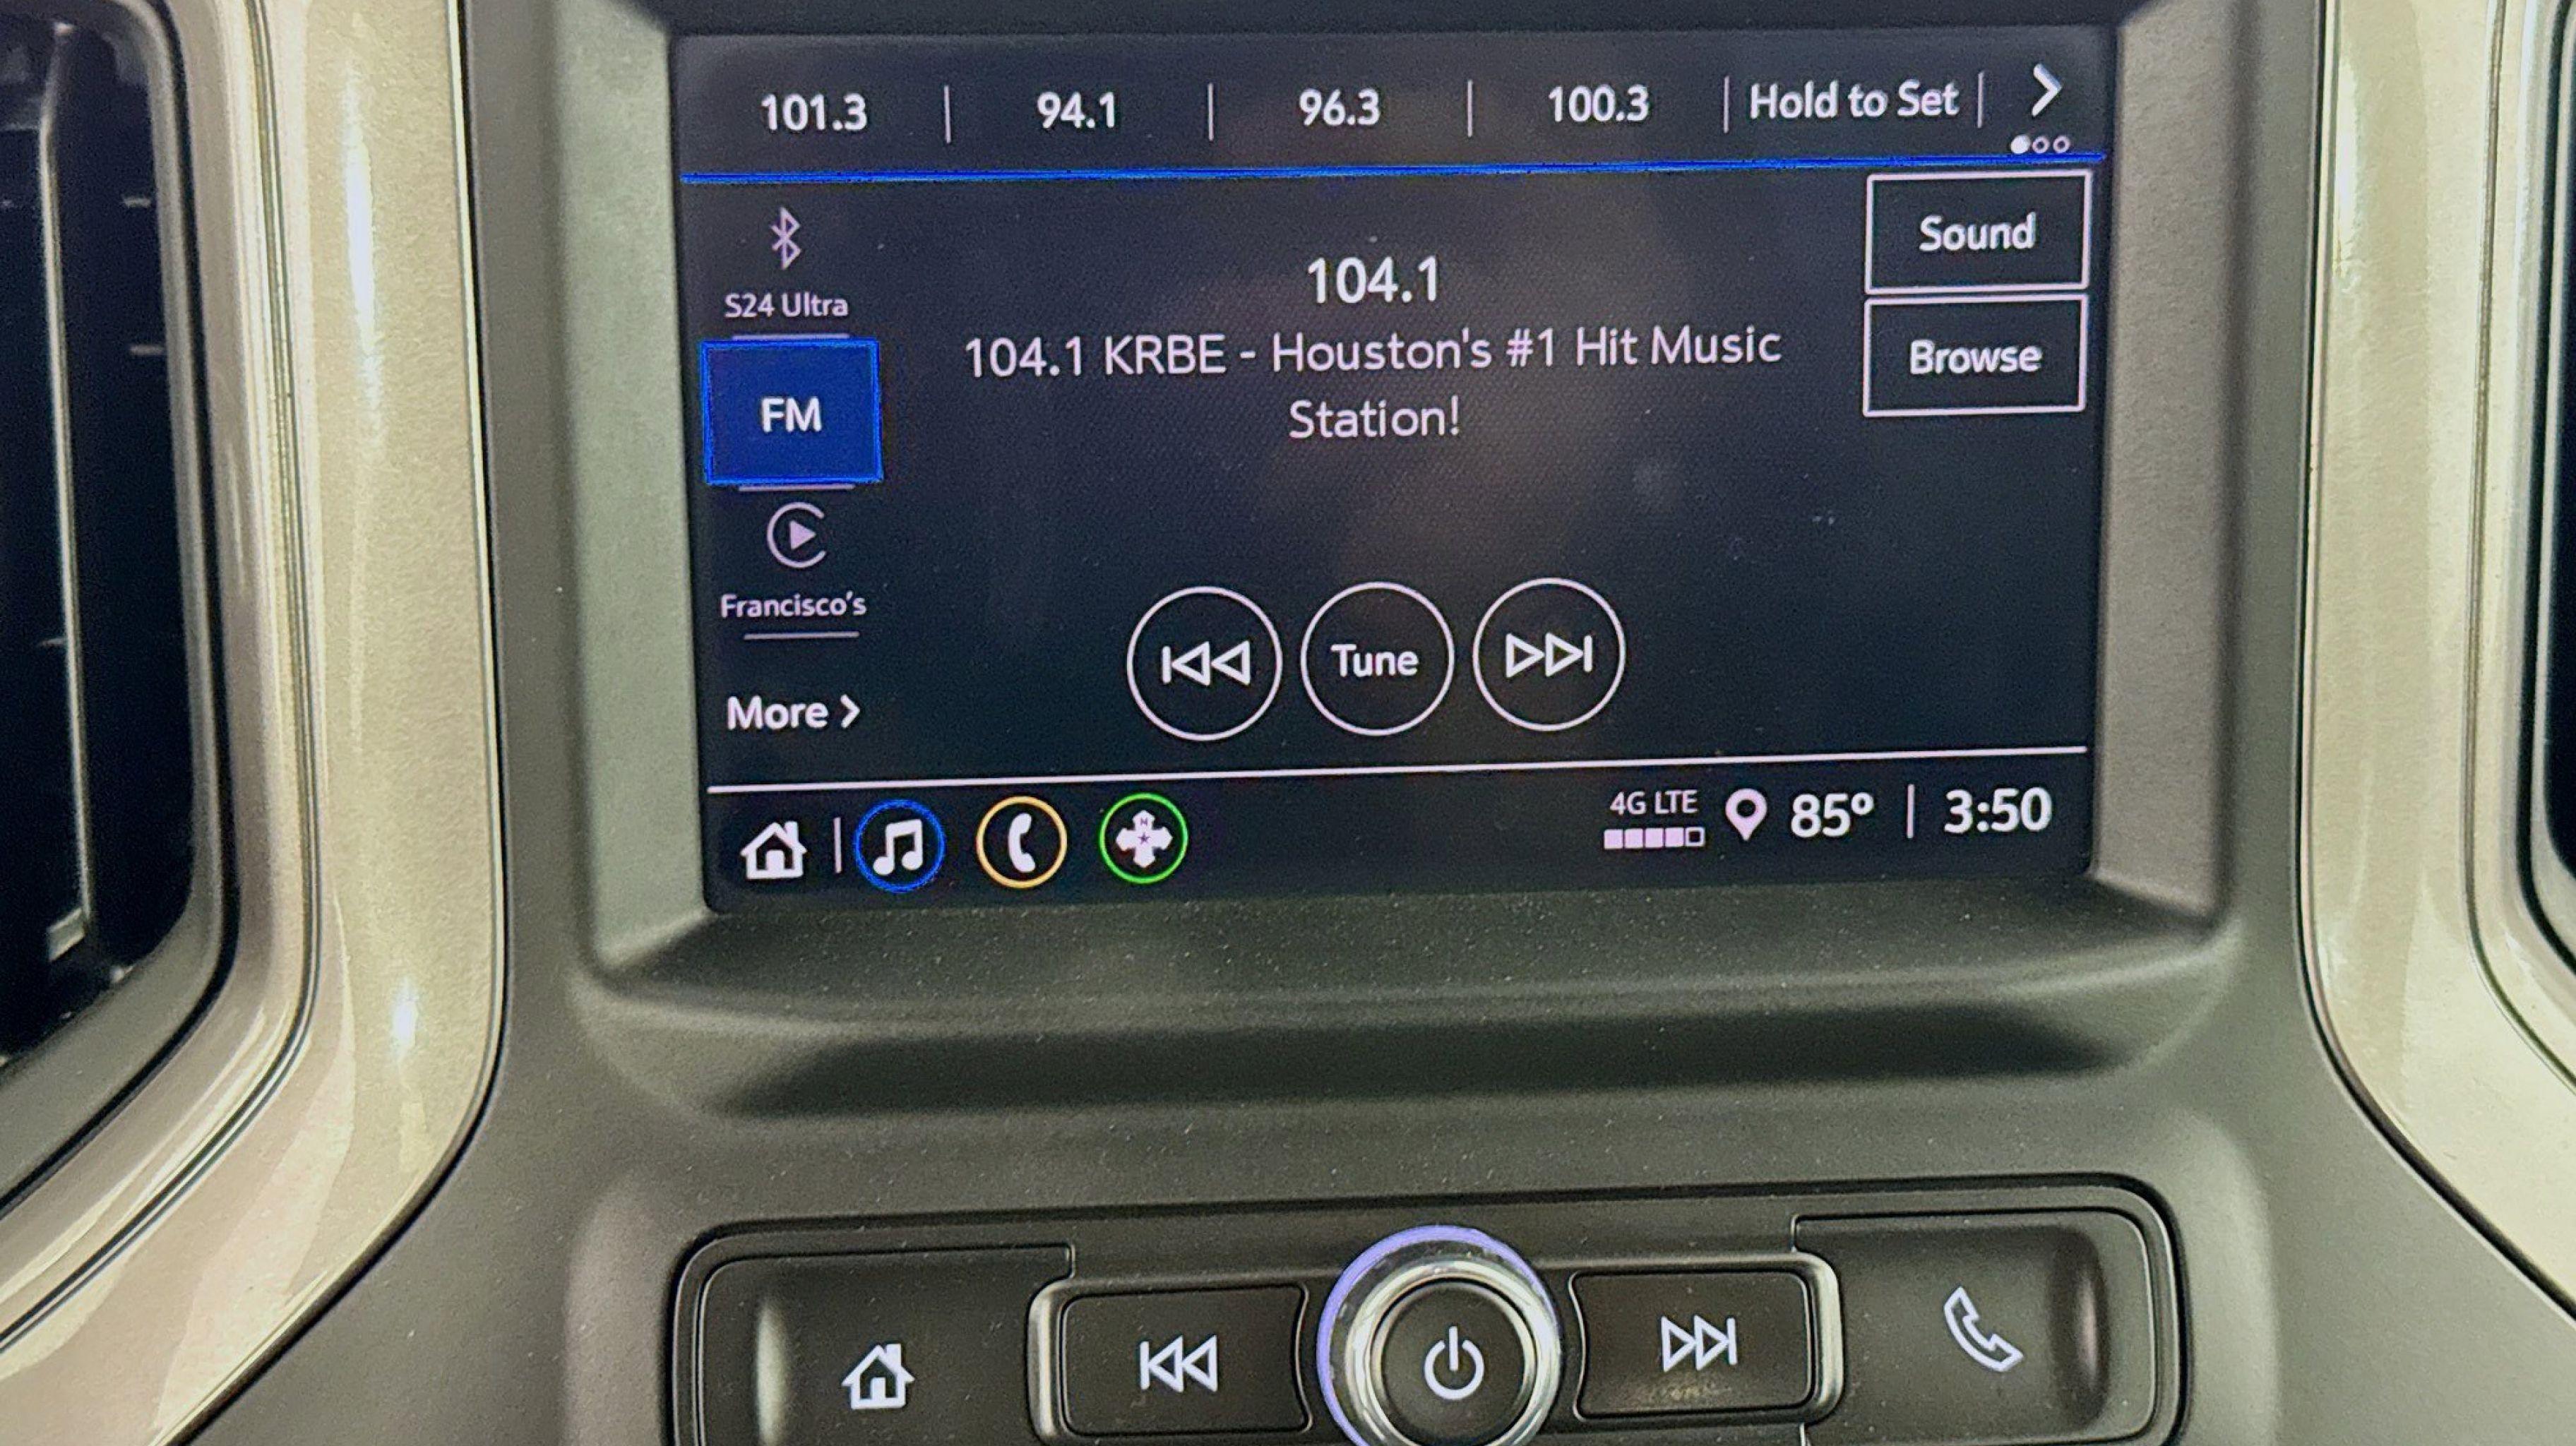 101.3 | 94.1 | 96.3 | 100.3 | Hold to Set |
S24 Ultra
FM
Francisco's
More
104.1
104.1 KRBE - Houston's #1 Hit Music
Station!
Sound
Browse
Tune
4G LTE
85° | 3:50